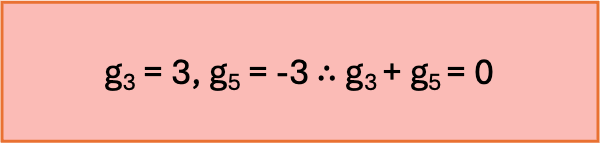 g₃ = 3, g₅ = -3 ∴ g₃ + g₅ = 0